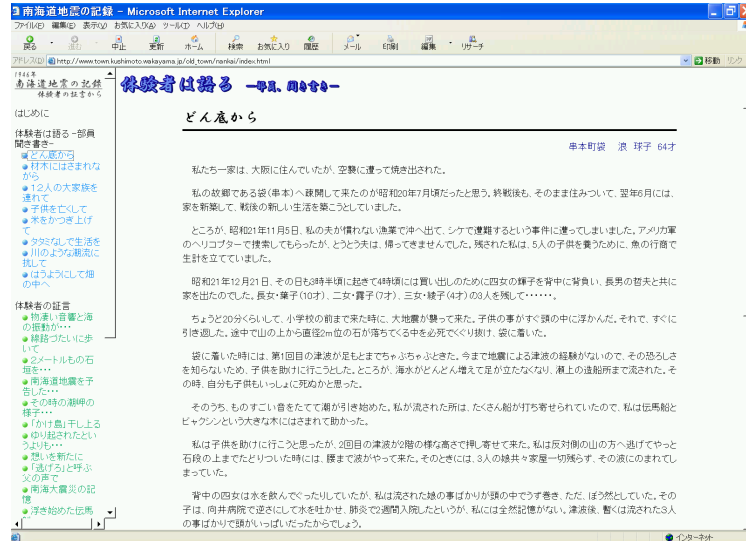 南海道地震の記録 - Microsoft Internet Explorer
ファイル(F) 編集(E) 表示(V) お気に入り(A) ツール(T) ヘルプ(H)
戻る 進む 中止 更新 ホーム 検索 お気に入り 履歴 メール 印刷 編集 リサーチ
アドレス(D) http://www.town.kushimoto.wakayama.jp/old_town/nankai/index.html 移動 リンク
1946年
南海道地震の記録
体験者の証言から
はじめに
体験者は語る -部員
聞き書き-
どん底から
材木にはさまれな
がら
12人の大家族を
連れて
子供を亡くして
米をかつぎ上げ
て
タタミなしで生活を
川のような潮流に
抗して
はうようにして畑
の中へ
体験者の証言
物凄い音響と海
の振動が・・・
線路づたいに歩
いて
2メートルもの石
垣を・・・
南海道地震を予
告した・・・
その時の潮岬の
様子・・・
「かけ島」干し上る
ゆり起されたとい
うよりも・・・
想いを新たに
「逃げろ」と呼ぶ
父の声で
南海大震災の記
憶
浮き始めた伝馬
体験者は語る -部員、聞き書き-
どん底から
串本町袋 浪 球子 64才
私たち一家は、大阪に住んでいたが、空襲に遭って焼き出された。
私の故郷である袋(串本)へ疎開して来たのが昭和20年7月頃だったと思う。終戦後も、そのまま住みついて、翌年6月には、
家を新築して、戦後の新しい生活を築こうとしていました。
ところが、昭和21年11月5日、私の夫が慣れない漁業で沖へ出て、シケで遭難するという事件に遭ってしまいました。アメリカ軍
のヘリコプターで捜索してもらったが、とうとう夫は、帰ってきませんでした。残された私は、5人の子供を養うために、魚の行商で
生計を立てていました。
昭和21年12月21日、その日も3時半頃に起きて4時頃には買い出しのために四女の輝子を背中に背負い、長男の哲夫と共に
家を出たのでした。長女・葉子(10才)、二女・露子(7才)、三女・綾子(4才)の3人を残して・・・・・・。
ちょうど20分くらいして、小学校の前まで来た時に、大地震が襲って来た。子供の事がすぐ頭の中に浮かんだ。それで、すぐに
引き返した。途中で山の上から直径2m位の石が落ちてくる中を必死でくぐり抜け、袋に着いた。
袋に着いた時には、第1回目の津波が足もとまでちゃぶちゃぶときた。今まで地震による津波の経験がないので、その恐ろしさ
を知らないため、子供を助けに行こうとした。ところが、海水がどんどん増えて足が立たなくなり、瀬上の造船所まで流された。そ
の時、自分も子供もいっしょに死ぬかと思った。
そのうち、ものすごい音をたてて潮が引き始めた。私が流された所は、たくさん船が打ち寄せられていたので、私は伝馬船と
ビャクシンという大きな木にはさまれて助かった。
私は子供を助けに行こうと思ったが、2回目の津波が2階の様な高さで押し寄せて来た。私は反対側の山の方へ逃げてやっと
石段の上までたどりついた時には、腰まで波がやって来た。そのときには、3人の娘共々家屋一切残らず、その波にのまれてし
まっていた。
背中の四女は水を飲んでぐったりしていたが、私は流された娘の事ばかりが頭の中でうず巻き、ただ、ぼう然としていた。その
子は、向井病院で逆さにして水を吐かせ、肺炎で2週間入院したというが、私には全然記憶がない。津波後、暫くは流された3人
の事ばかりで頭がいっぱいだったからでしょう。
インターネット